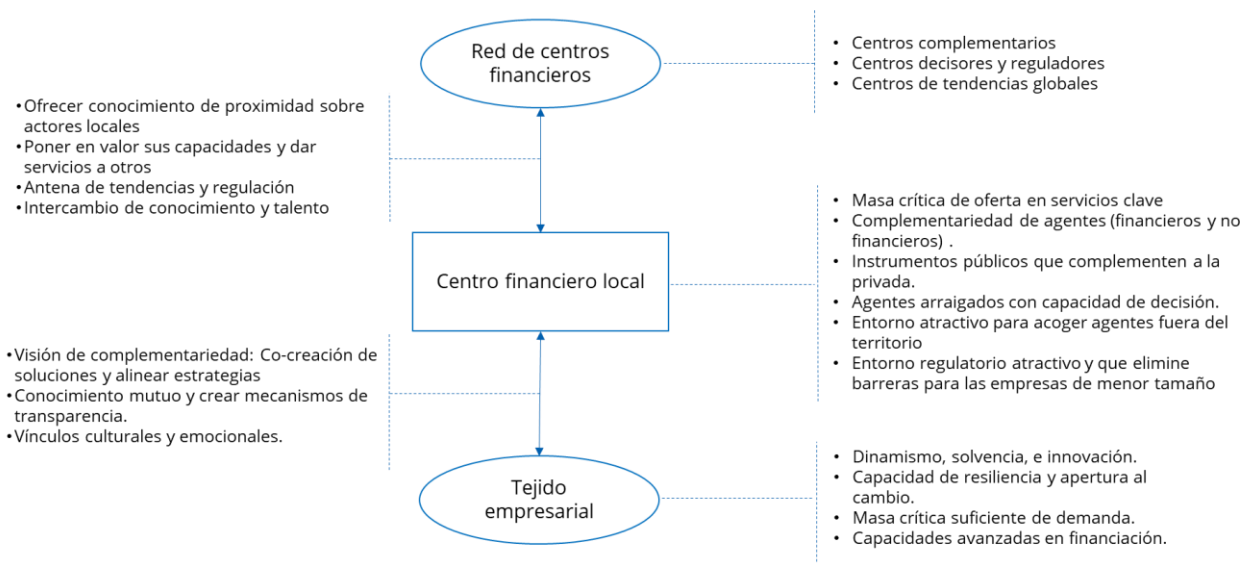 Red de centros
financieros
• Centros complementarios
• Centros decisores y reguladores
• Centros de tendencias globales
•Ofrecer conocimiento de proximidad sobre
actores locales
•Poner en valor sus capacidades y dar
servicios a otros
•Antena de tendencias y regulación
•Intercambio de conocimiento y talento
Centro financiero local
• Masa crítica de oferta en servicios clave
• Complementariedad de agentes (financieros y no
financieros) .
• Instrumentos públicos que complementen a la
privada.
• Agentes arraigados con capacidad de decisión.
• Entorno atractivo para acoger agentes fuera del
territorio
• Entorno regulatorio atractivo y que elimine
barreras para las empresas de menor tamaño
•Visión de complementariedad: Co-creación de
soluciones y alinear estrategias
•Conocimiento mutuo y crear mecanismos de
transparencia.
•Vínculos culturales y emocionales.
Tejido
empresarial
• Dinamismo, solvencia, e innovación.
• Capacidad de resiliencia y apertura al
cambio.
• Masa crítica suficiente de demanda.
• Capacidades avanzadas en financiación.